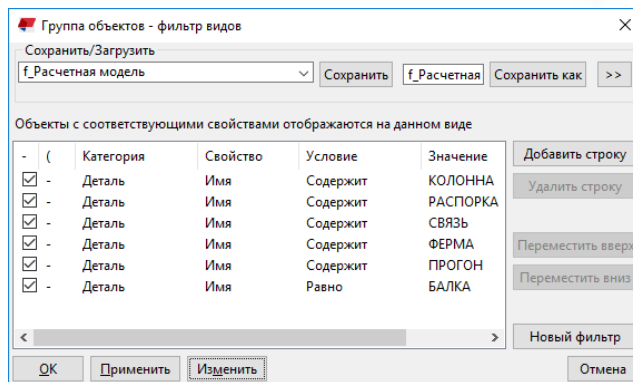 Группа объектов - фильтр видов
Сохранить/Загрузить
f_Расчетная модель Сохранить f_Расчетная Сохранить как >>
Объекты с соответствующими свойствами отображаются на данном виде
- ( Категория Свойство Условие Значение Добавить строку
- Деталь Имя Содержит КОЛОННА Удалить строку
- Деталь Имя Содержит РАСПОРКА
- Деталь Имя Содержит СВЯЗЬ
- Деталь Имя Содержит ФЕРМА Переместить вверх
- Деталь Имя Содержит ПРОГОН Переместить вниз
- Деталь Имя Равно БАЛКА
Новый фильтр
OK Применить Изменить Отмена